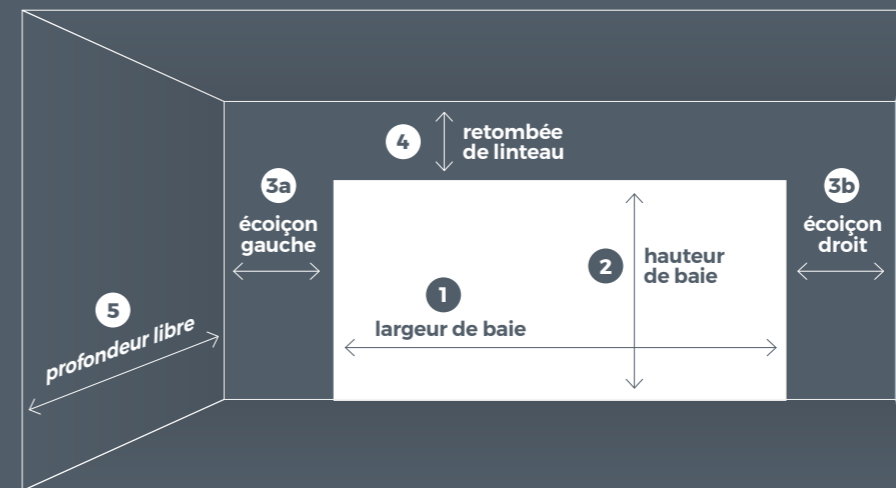 4
retombée
de linteau
3a
écoiçon
gauche
3b
écoiçon
droit
2
hauteur
de baie
1
largeur de baie
5
profondeur libre